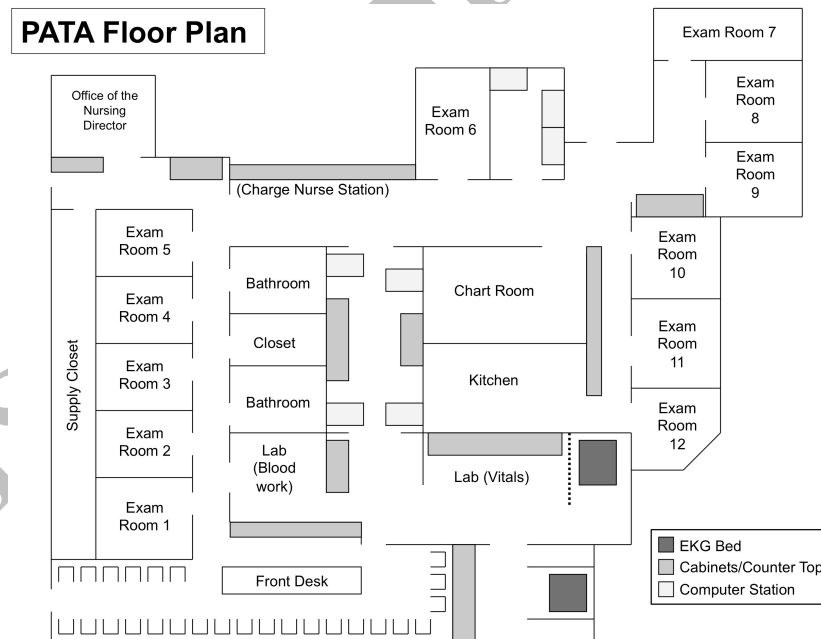 PATA Floor Plan
Exam Room 7
Office of the
Nursing
Director
Exam
Room 6
Exam
Room
8
Exam
Room
9
(Charge Nurse Station)
Exam
Room 5
Exam
Room
10
Bathroom
Chart Room
Exam
Room 4
Closet
Exam
Room
11
Exam
Room 3
Kitchen
Supply Closet
Bathroom
Exam
Room
12
Exam
Room 2
Lab
(Blood
work)
Lab (Vitals)
Exam
Room 1
Front Desk
EKG Bed
Cabinets/Counter Top
Computer Station